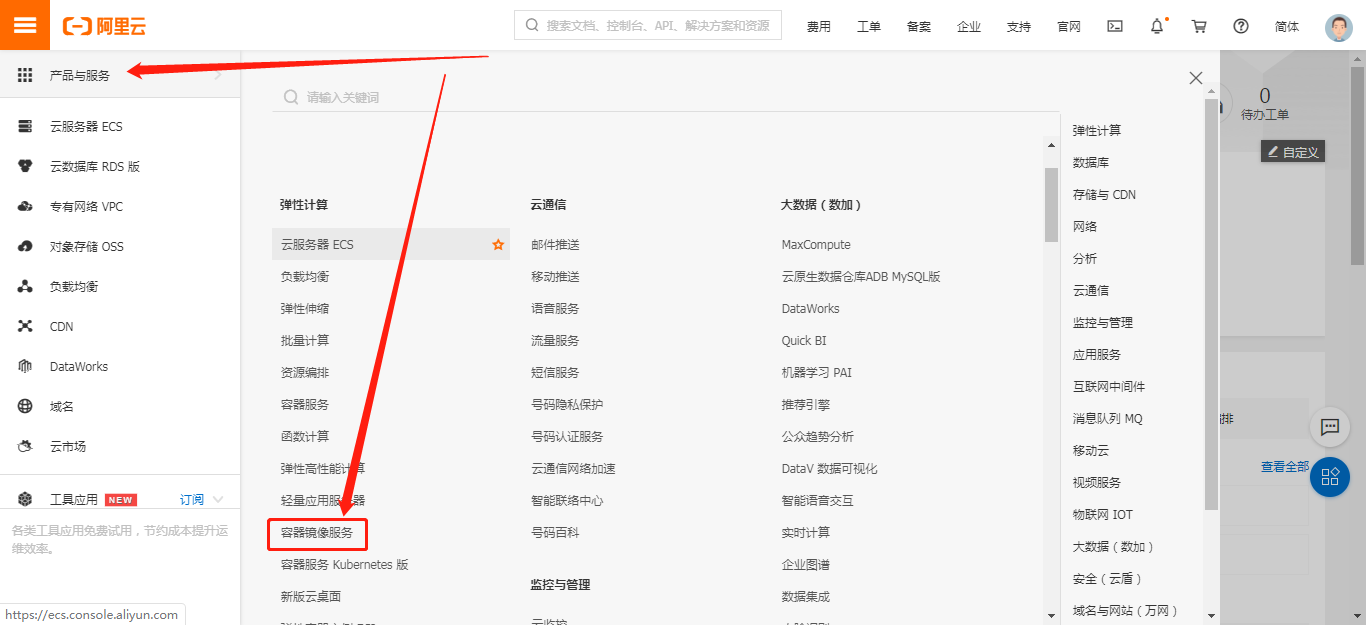 阿里云
搜索文档、控制台、API、解决方案和资源
费用
工单
备案
企业
支持
官网
简体
产品与服务
云服务器 ECS
云数据库 RDS 版
专有网络 VPC
对象存储 OSS
负载均衡
CDN
DataWorks
域名
云市场
工具应用 NEW 订阅
各类工具应用免费试用，节约成本提升运
维效率。
https://ecs.console.aliyun.com
请输入关键词
弹性计算
云服务器 ECS
负载均衡
弹性伸缩
批量计算
资源编排
容器服务
函数计算
弹性高性能计算
轻量应用服务器
容器镜像服务
容器服务 Kubernetes 版
新版云桌面
云通信
邮件推送
移动推送
语音服务
流量服务
短信服务
号码隐私保护
号码认证服务
云通信网络加速
智能联络中心
号码百科
监控与管理
云监控
大数据（数加）
MaxCompute
云原生数据仓库ADB MySQL版
DataWorks
Quick BI
机器学习 PAI
推荐引擎
公众趋势分析
DataV 数据可视化
智能语音交互
实时计算
企业图谱
数据集成
弹性计算
数据库
存储与 CDN
网络
分析
云通信
监控与管理
应用服务
互联网中间件
消息队列 MQ
移动云
视频服务
物联网 IOT
大数据（数加）
安全（云盾）
域名与网站（万网）
0
待办工单
自定义
排
查看全部